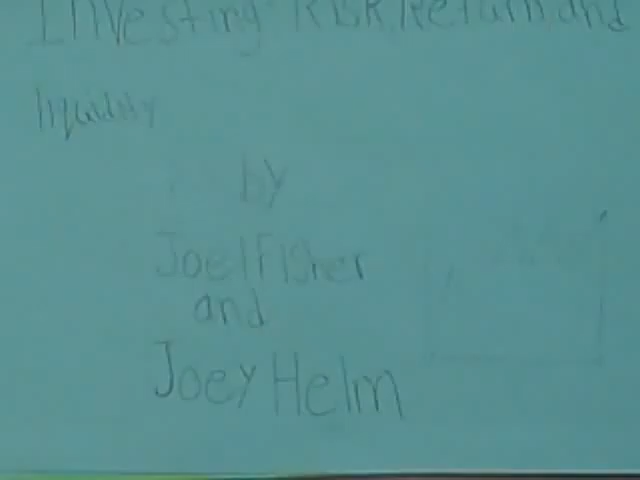 Investing: Risk, Return, and
liquidity
by
Joel Fisher
and
Joey Helm